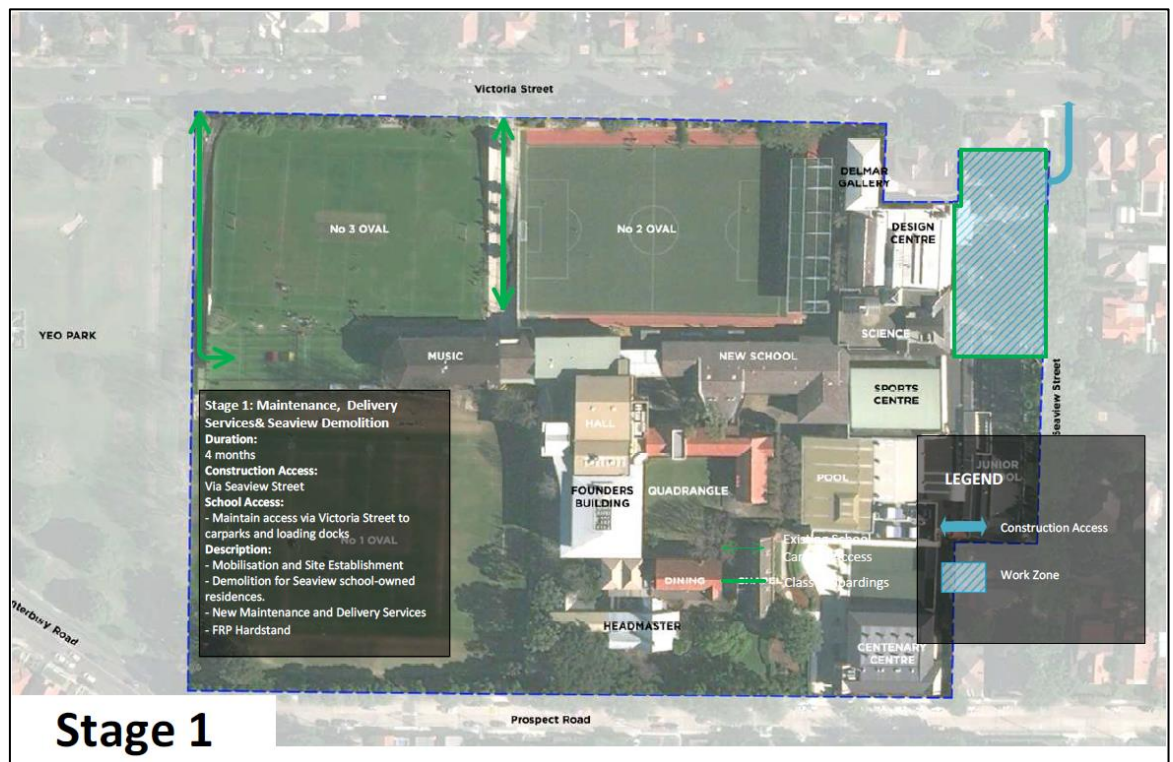 Victoria Street
DELMAR
GALLERY
No 3 OVAL
No 2 OVAL
DESIGN
CENTRE
YEO PARK
MUSIC
NEW SCHOOL
SCIENCE
Seaview Street
SPORTS
CENTRE
Stage 1: Maintenance, Delivery
Services& Seaview Demolition
Duration:
4 months
Construction Access:
Via Seaview Street
School Access:
- Maintain access via Victoria Street to
carparks and loading docks
Description:
- Mobilisation and Site Establishment
- Demolition for Seaview school-owned
residences.
- New Maintenance and Delivery Services
- FRP Hardstand
No 1 OVAL
HALL
FOUNDERS
BUILDING
QUADRANGLE
POOL
JUNIOR
LEGEND
Construction Access
Work Zone
Existing School
Access
Class
DINING
HEADMASTER
CENTENARY
CENTRE
Road
Prospect Road
Stage 1